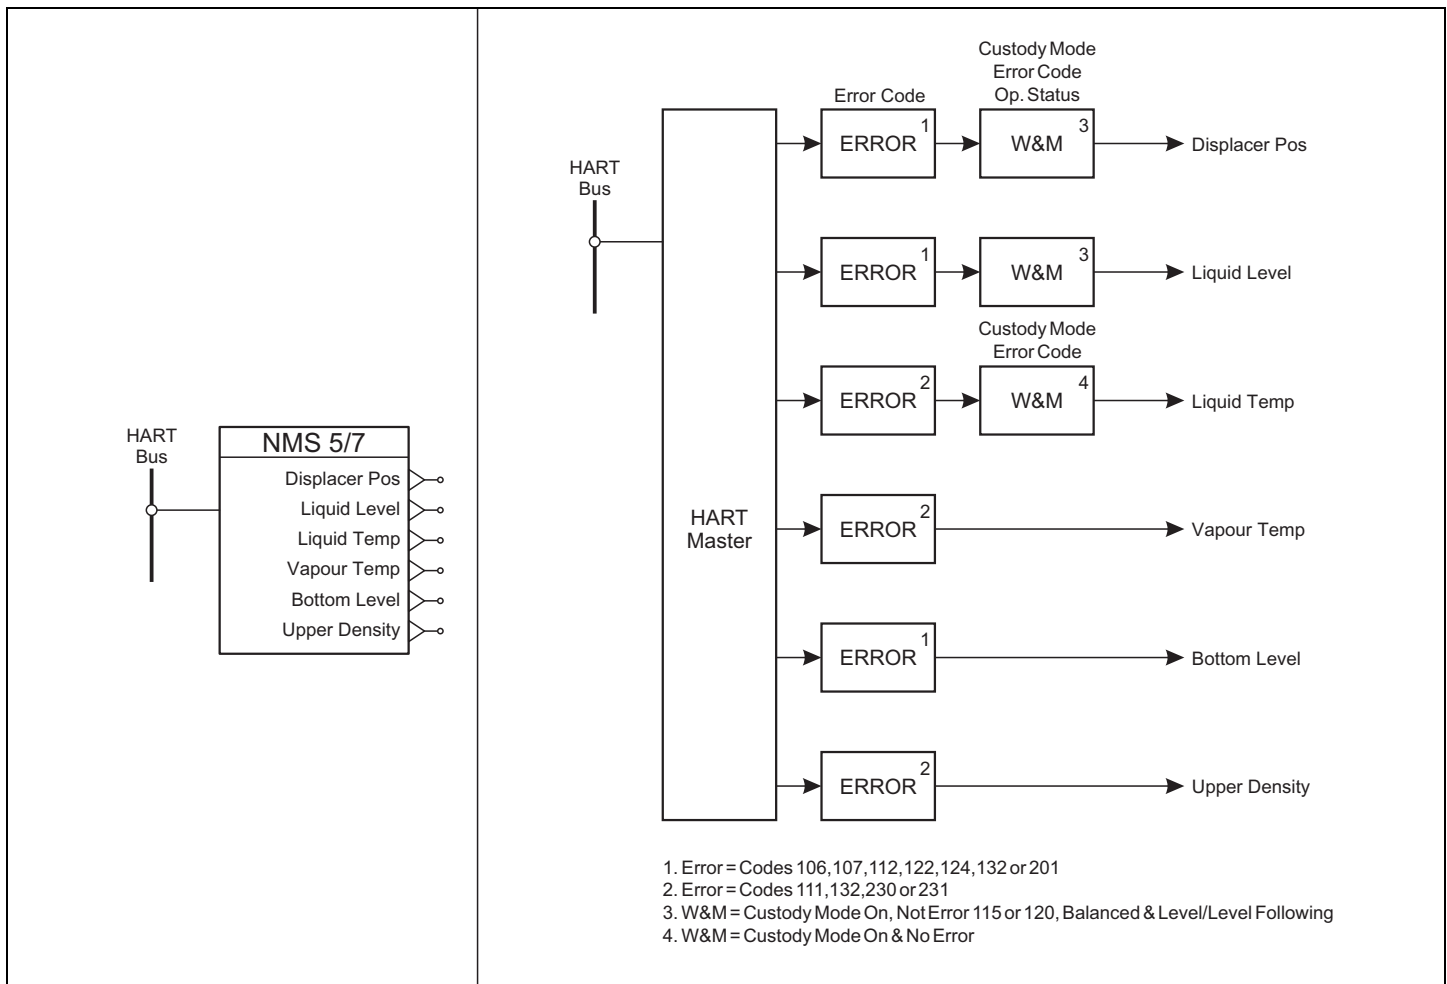 HART
Bus
NMS 5/7
Displacer Pos
Liquid Level
Liquid Temp
Vapour Temp
Bottom Level
Upper Density
HART
Bus
HART
Master
Error Code
ERROR 1
Custody Mode
Error Code
Op. Status
W&M 3
Displacer Pos
ERROR 1
W&M 3
Liquid Level
ERROR 2
Custody Mode
Error Code
W&M 4
Liquid Temp
ERROR 2
Vapour Temp
ERROR 1
Bottom Level
ERROR 2
Upper Density
1. Error = Codes 106,107,112,122,124,132 or 201
2. Error = Codes 111,132,230 or 231
3. W&M = Custody Mode On, Not Error 115 or 120, Balanced & Level/Level Following
4. W&M = Custody Mode On & No Error